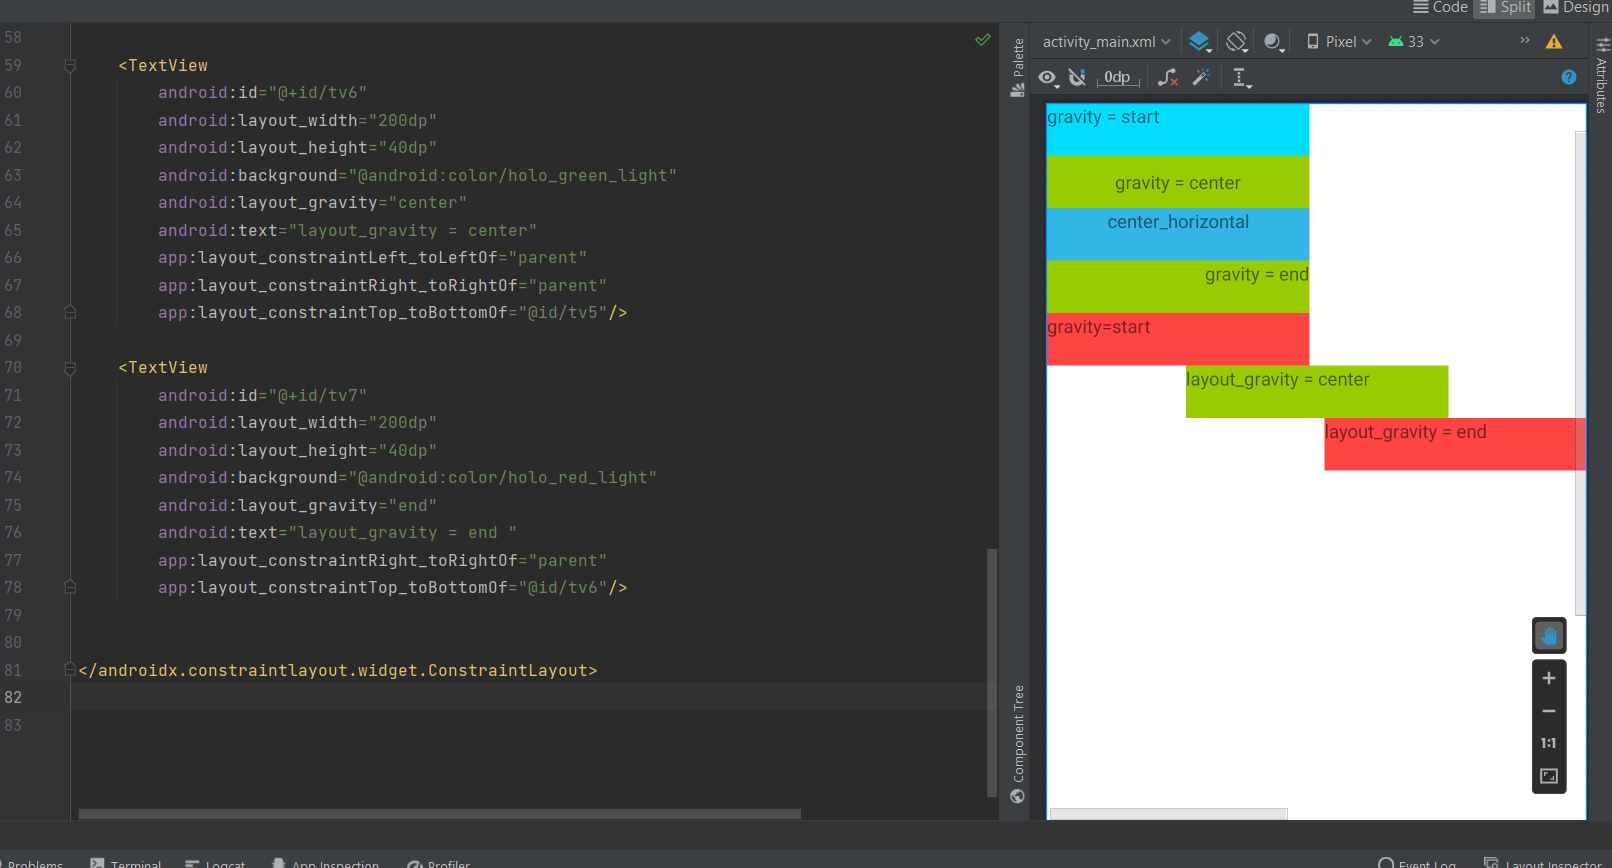 Code Split Design
58
59 <TextView
60 android:id="@+id/tv6"
61 android:layout_width="200dp"
62 android:layout_height="40dp"
63 android:background="@android:color/holo_green_light"
64 android:layout_gravity="center"
65 android:text="layout_gravity = center"
66 app:layout_constraintLeft_toLeftOf="parent"
67 app:layout_constraintRight_toRightOf="parent"
68 app:layout_constraintTop_toBottomOf="@id/tv5"/>
69
70 <TextView
71 android:id="@+id/tv7"
72 android:layout_width="200dp"
73 android:layout_height="40dp"
74 android:background="@android:color/holo_red_light"
75 android:layout_gravity="end"
76 android:text="layout_gravity = end "
77 app:layout_constraintRight_toRightOf="parent"
78 app:layout_constraintTop_toBottomOf="@id/tv6"/>
79
80
81 </androidx.constraintlayout.widget.ConstraintLayout>
82
83
Palette
Component Tree
activity_main.xml Pixel 33 »
0dp ?
gravity = start
gravity = center
center_horizontal
gravity = end
gravity=start
layout_gravity = center
layout_gravity = end
+
−
1:1
Attributes
Problems Terminal Logcat App Inspection Profiler Event Log Layout Inspector